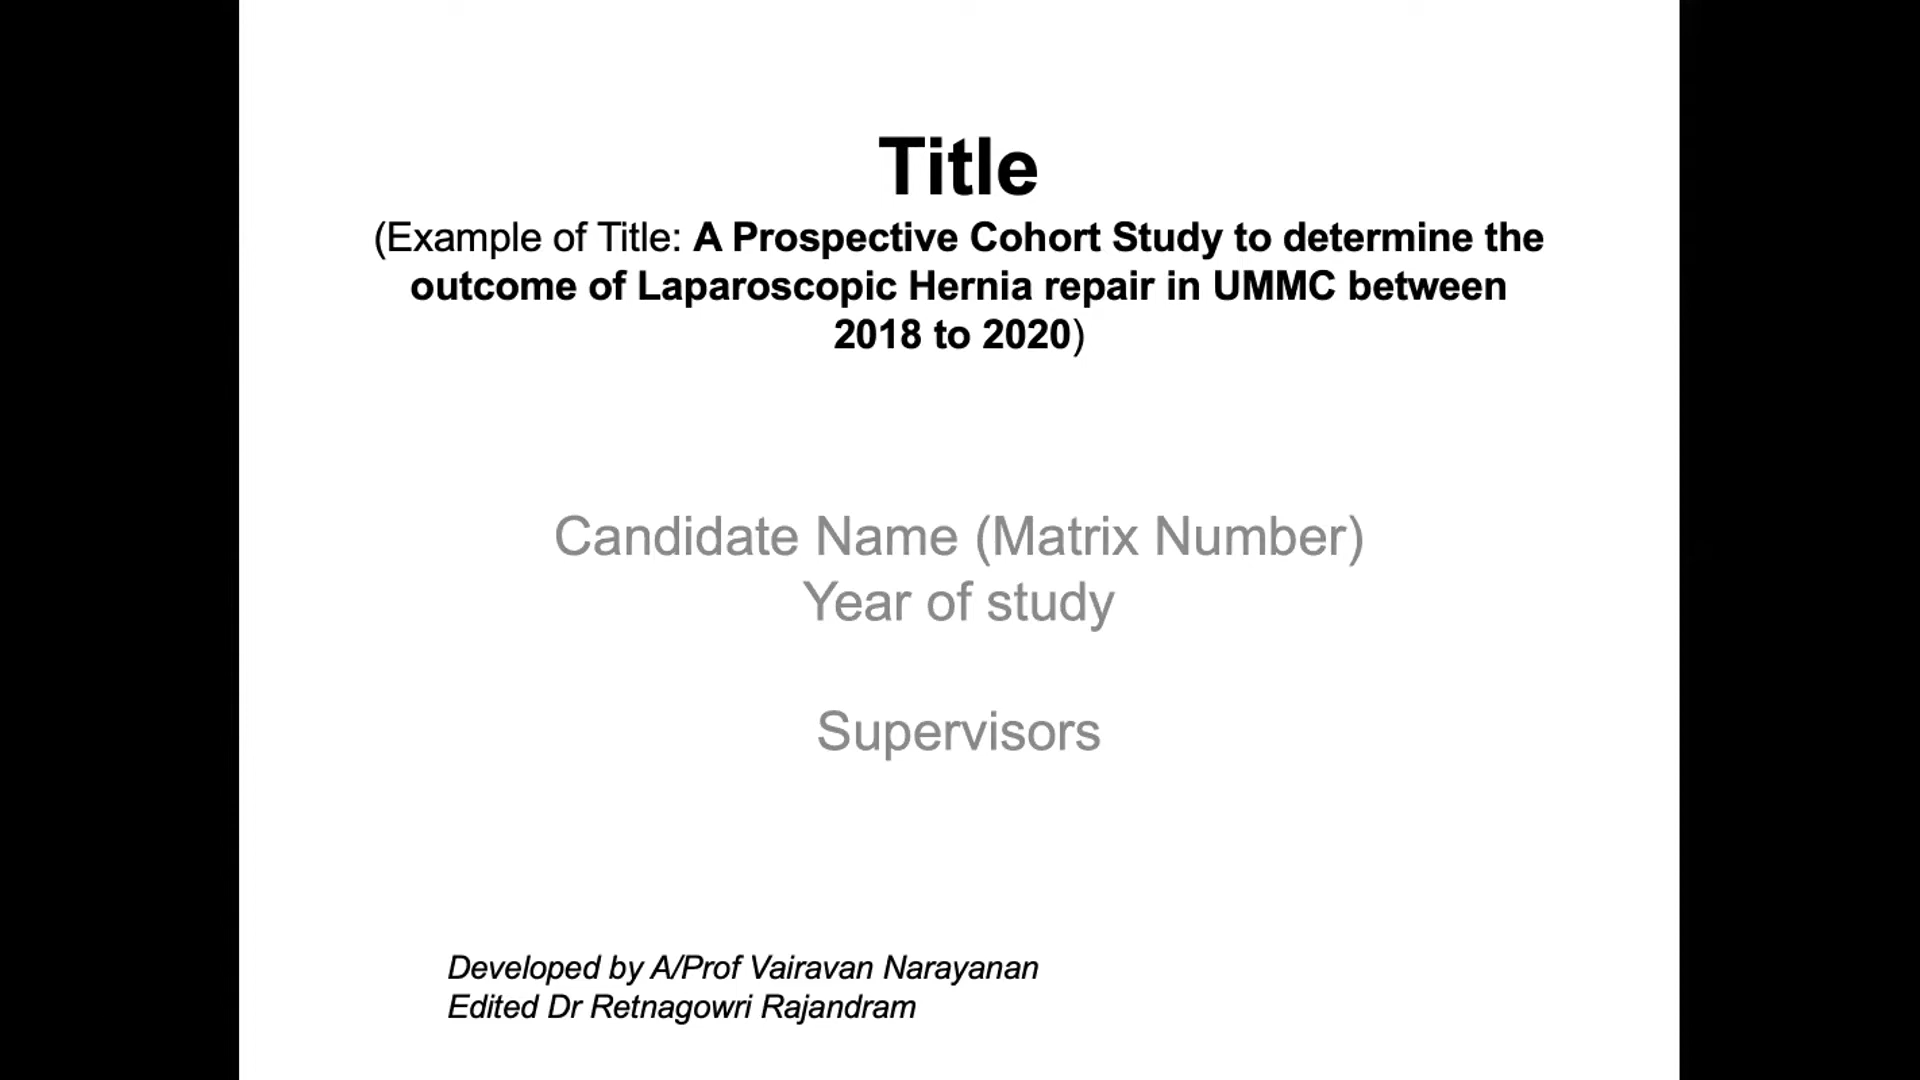 Title
(Example of Title: A Prospective Cohort Study to determine the
outcome of Laparoscopic Hernia repair in UMMC between
2018 to 2020)
Candidate Name (Matrix Number)
Year of study
Supervisors
Developed by A/Prof Vairavan Narayanan
Edited Dr Retnagowri Rajandram